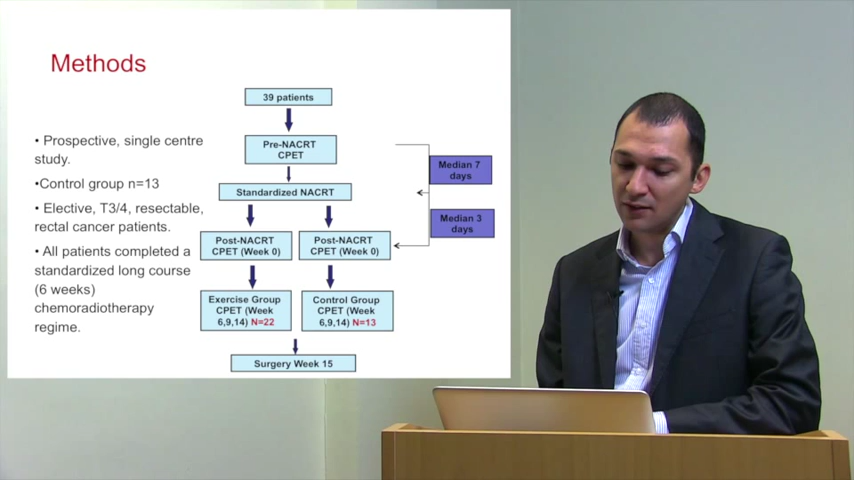 Methods
• Prospective, single centre
study.
•Control group n=13
• Elective, T3/4, resectable,
rectal cancer patients.
• All patients completed a
standardized long course
(6 weeks)
chemoradiotherapy
regime.
39 patients
Pre-NACRT
CPET
Standardized NACRT
Post-NACRT
CPET (Week 0)
Post-NACRT
CPET (Week 0)
Exercise Group
CPET (Week
6,9,14) N=22
Control Group
CPET (Week
6,9,14) N=13
Surgery Week 15
Median 7
days
Median 3
days